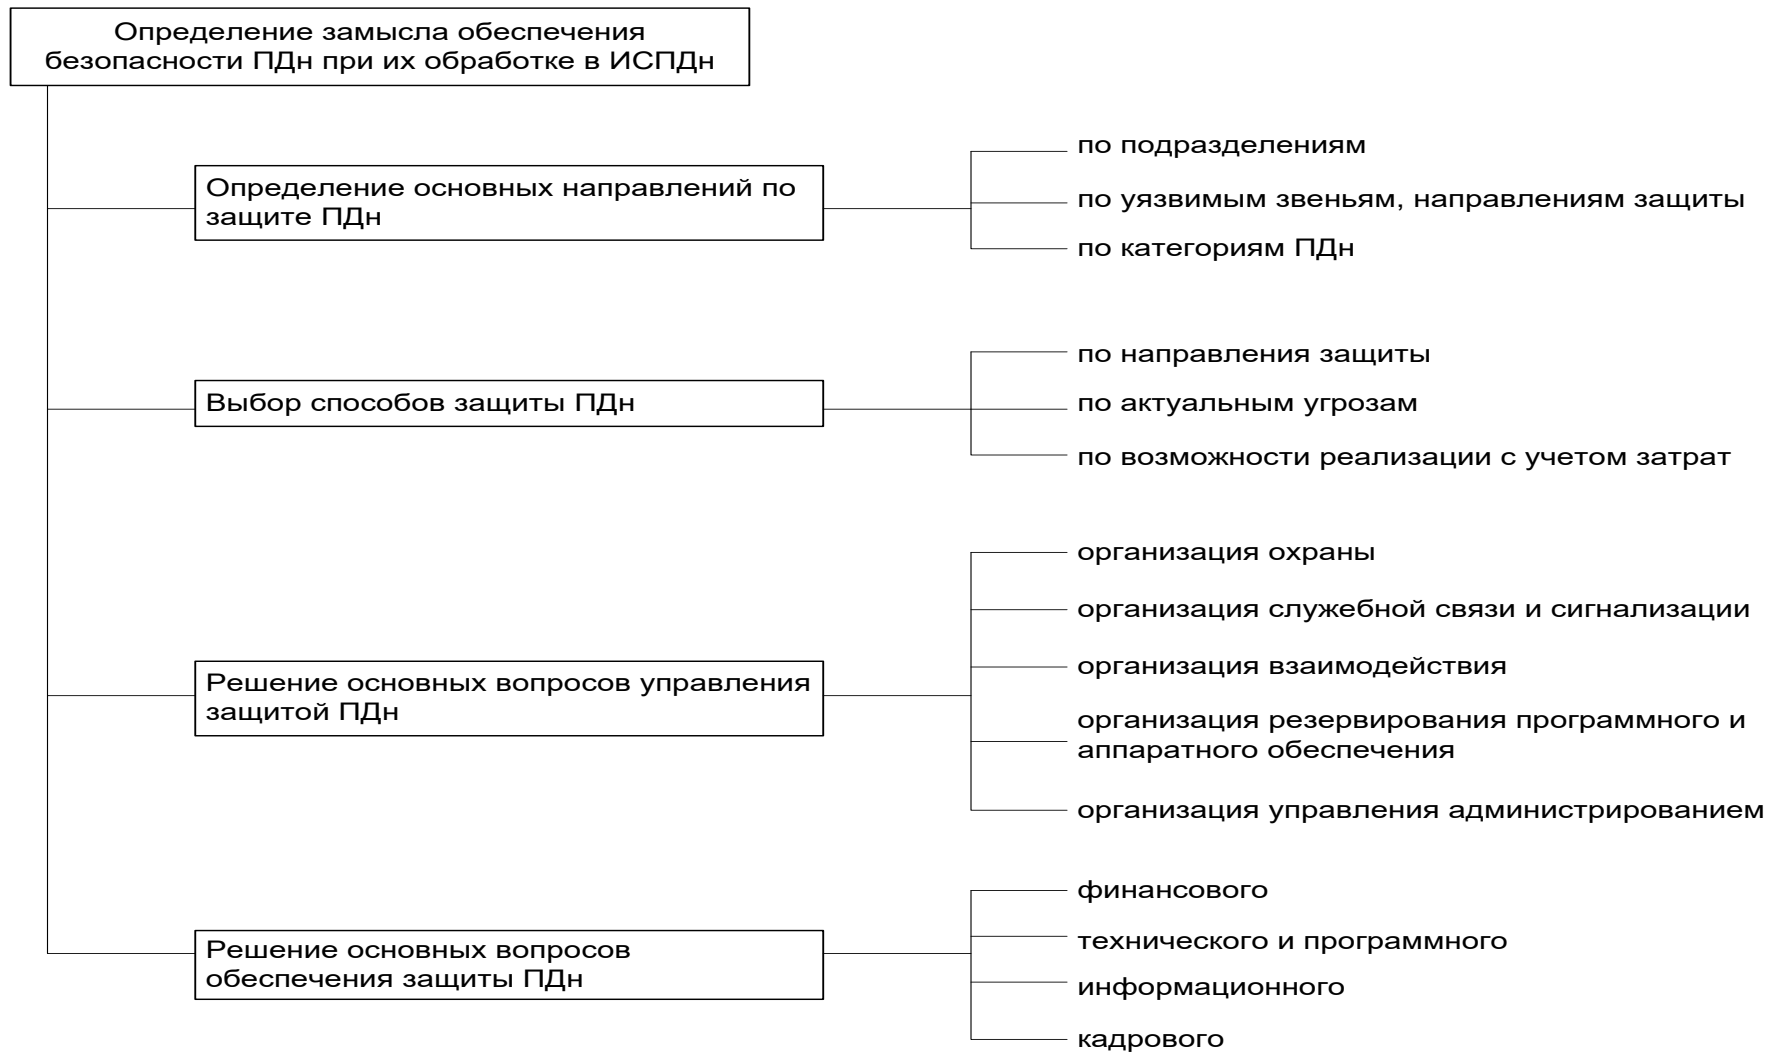 Определение замысла обеспечения
безопасности ПДн при их обработке в ИСПДн
Определение основных направлений по
защите ПДн
по подразделениям
по уязвимым звеньям, направлениям защиты
по категориям ПДн
Выбор способов защиты ПДн
по направления защиты
по актуальным угрозам
по возможности реализации с учетом затрат
Решение основных вопросов управления
защитой ПДн
организация охраны
организация служебной связи и сигнализации
организация взаимодействия
организация резервирования программного и
аппаратного обеспечения
организация управления администрированием
Решение основных вопросов
обеспечения защиты ПДн
финансового
технического и программного
информационного
кадрового